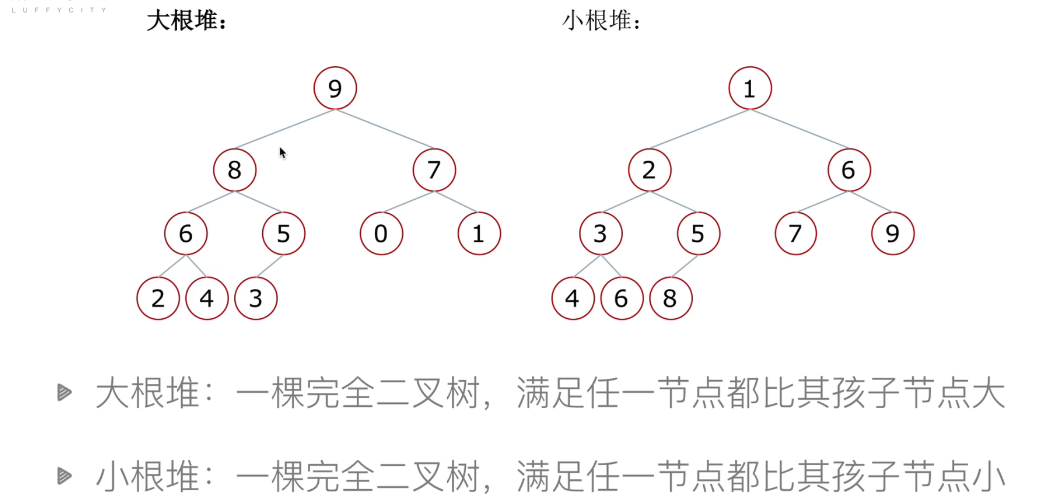 LUFFYCITY
大根堆： 小根堆：
9 1
8 7 2 6
6 5 0 1 3 5 7 9
2 4 3 4 6 8
大根堆：一棵完全二叉树，满足任一节点都比其孩子节点大
小根堆：一棵完全二叉树，满足任一节点都比其孩子节点小